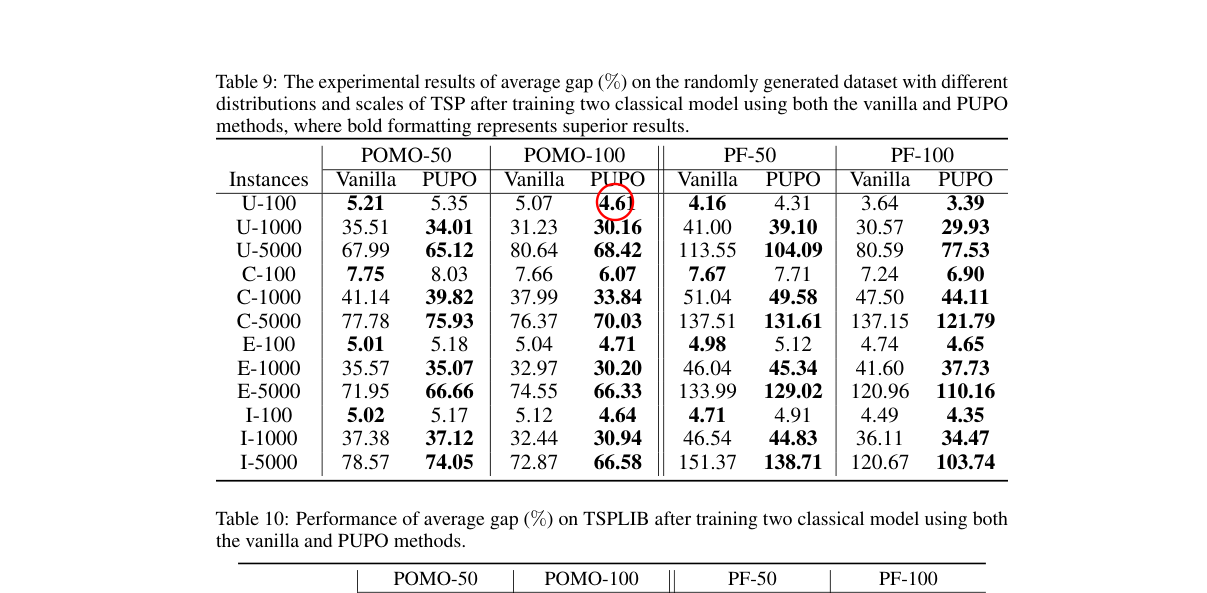 Table 9: The experimental results of average gap (%) on the randomly generated dataset with different
distributions and scales of TSP after training two classical model using both the vanilla and PUPO
methods, where bold formatting represents superior results.
POMO-50 POMO-100 PF-50 PF-100
Instances Vanilla PUPO Vanilla PUPO Vanilla PUPO Vanilla PUPO
U-100 5.21 5.35 5.07 4.61 4.16 4.31 3.64 3.39
U-1000 35.51 34.01 31.23 30.16 41.00 39.10 30.57 29.93
U-5000 67.99 65.12 80.64 68.42 113.55 104.09 80.59 77.53
C-100 7.75 8.03 7.66 6.07 7.67 7.71 7.24 6.90
C-1000 41.14 39.82 37.99 33.84 51.04 49.58 47.50 44.11
C-5000 77.78 75.93 76.37 70.03 137.51 131.61 137.15 121.79
E-100 5.01 5.18 5.04 4.71 4.98 5.12 4.74 4.65
E-1000 35.57 35.07 32.97 30.20 46.04 45.34 41.60 37.73
E-5000 71.95 66.66 74.55 66.33 133.99 129.02 120.96 110.16
I-100 5.02 5.17 5.12 4.64 4.71 4.91 4.49 4.35
I-1000 37.38 37.12 32.44 30.94 46.54 44.83 36.11 34.47
I-5000 78.57 74.05 72.87 66.58 151.37 138.71 120.67 103.74
Table 10: Performance of average gap (%) on TSPLIB after training two classical model using both
the vanilla and PUPO methods.
POMO-50 POMO-100 PF-50 PF-100